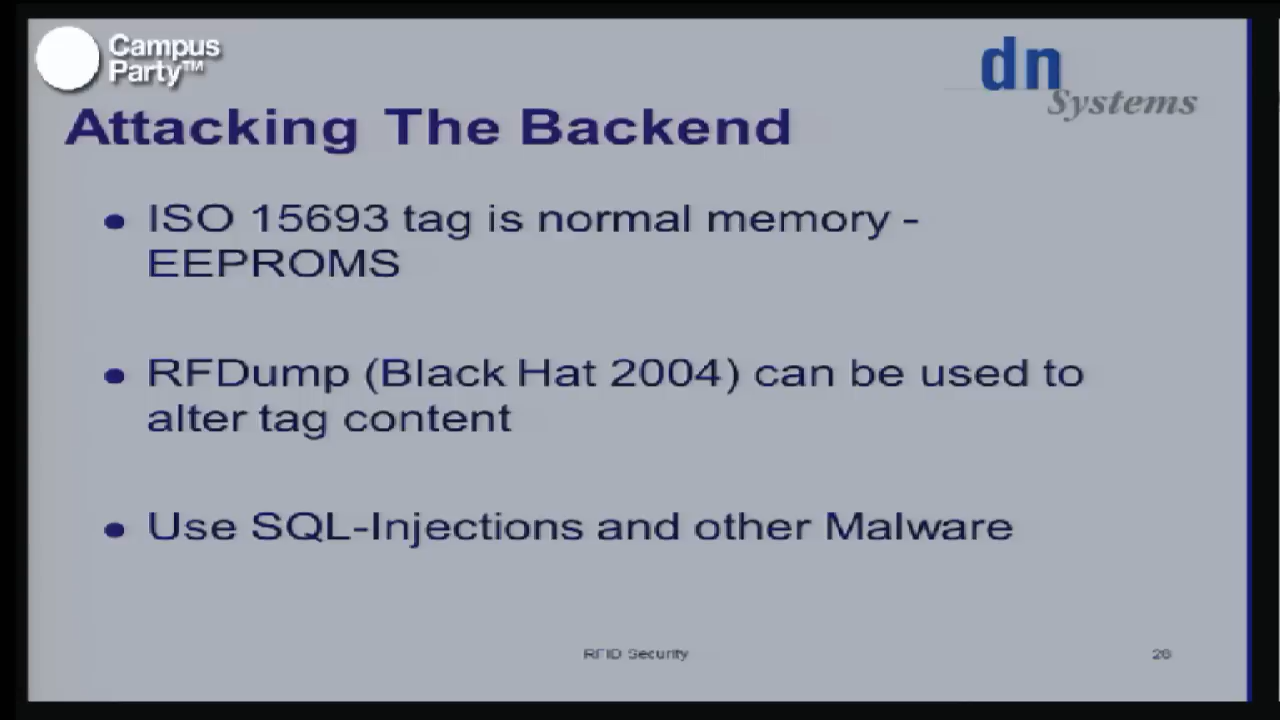 Campus
Party™
dn
Systems
Attacking The Backend
• ISO 15693 tag is normal memory -
EEPROMS
• RFDump (Black Hat 2004) can be used to
alter tag content
• Use SQL-Injections and other Malware
RFID Security